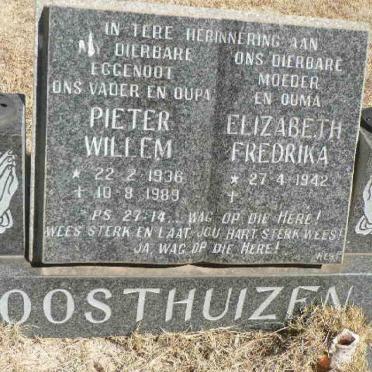 IN TERE HERINNERING AAN
DIERBARE
EGGENOOT
ONS VADER EN OUPA
PIETER
WILLEM
* 22-2-1936
+ 10-8-1989
ONS DIERBARE
MOEDER
EN OUMA
ELIZABETH
FREDRIKA
* 27-4-1942
+
PS 27:14... WAG OP DIE HERE!
WEES STERK EN LAAT JOU HART STERK WEES!
JA, WAG OP DIE HERE!
OOSTHUIZEN